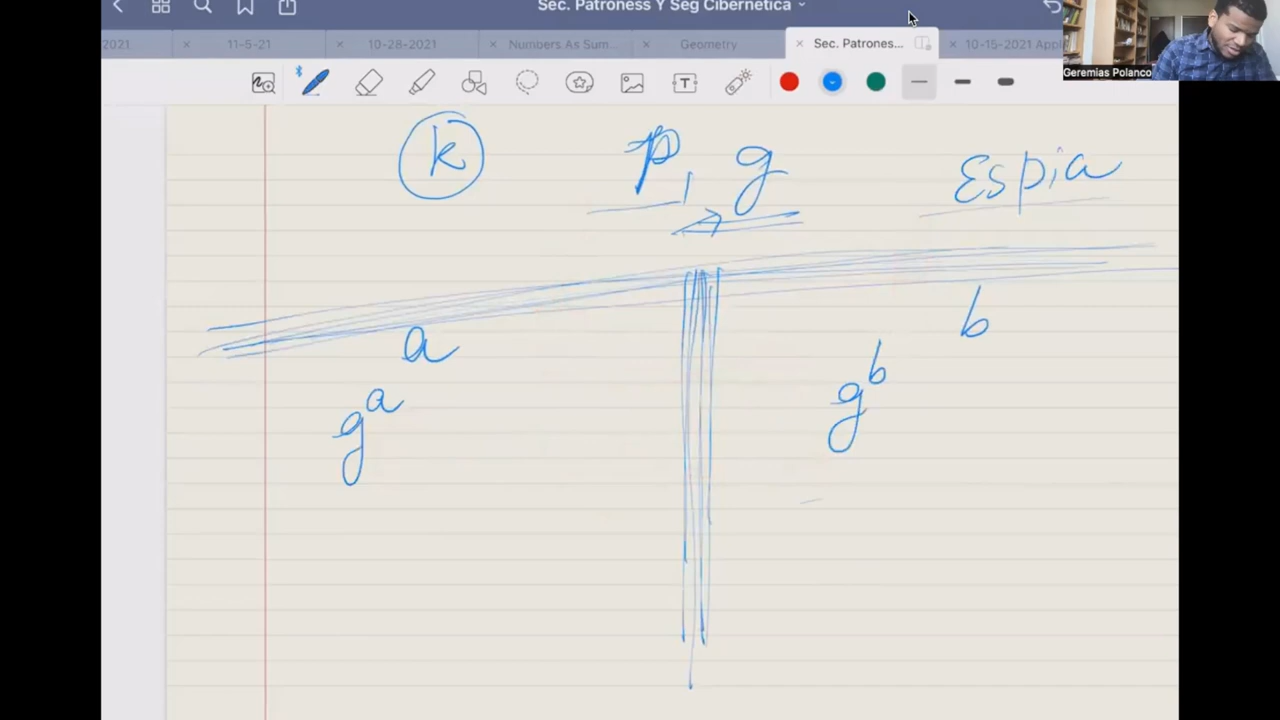 Sec. Patroness Y Seg Cibernetica
2021 11-5-21 10-28-2021 Numbers As Sum... Geometry Sec. Patrones... 10-15-2021 Appl
Geremias Polanco
T
k p, g Espia
a b
g^a g^b